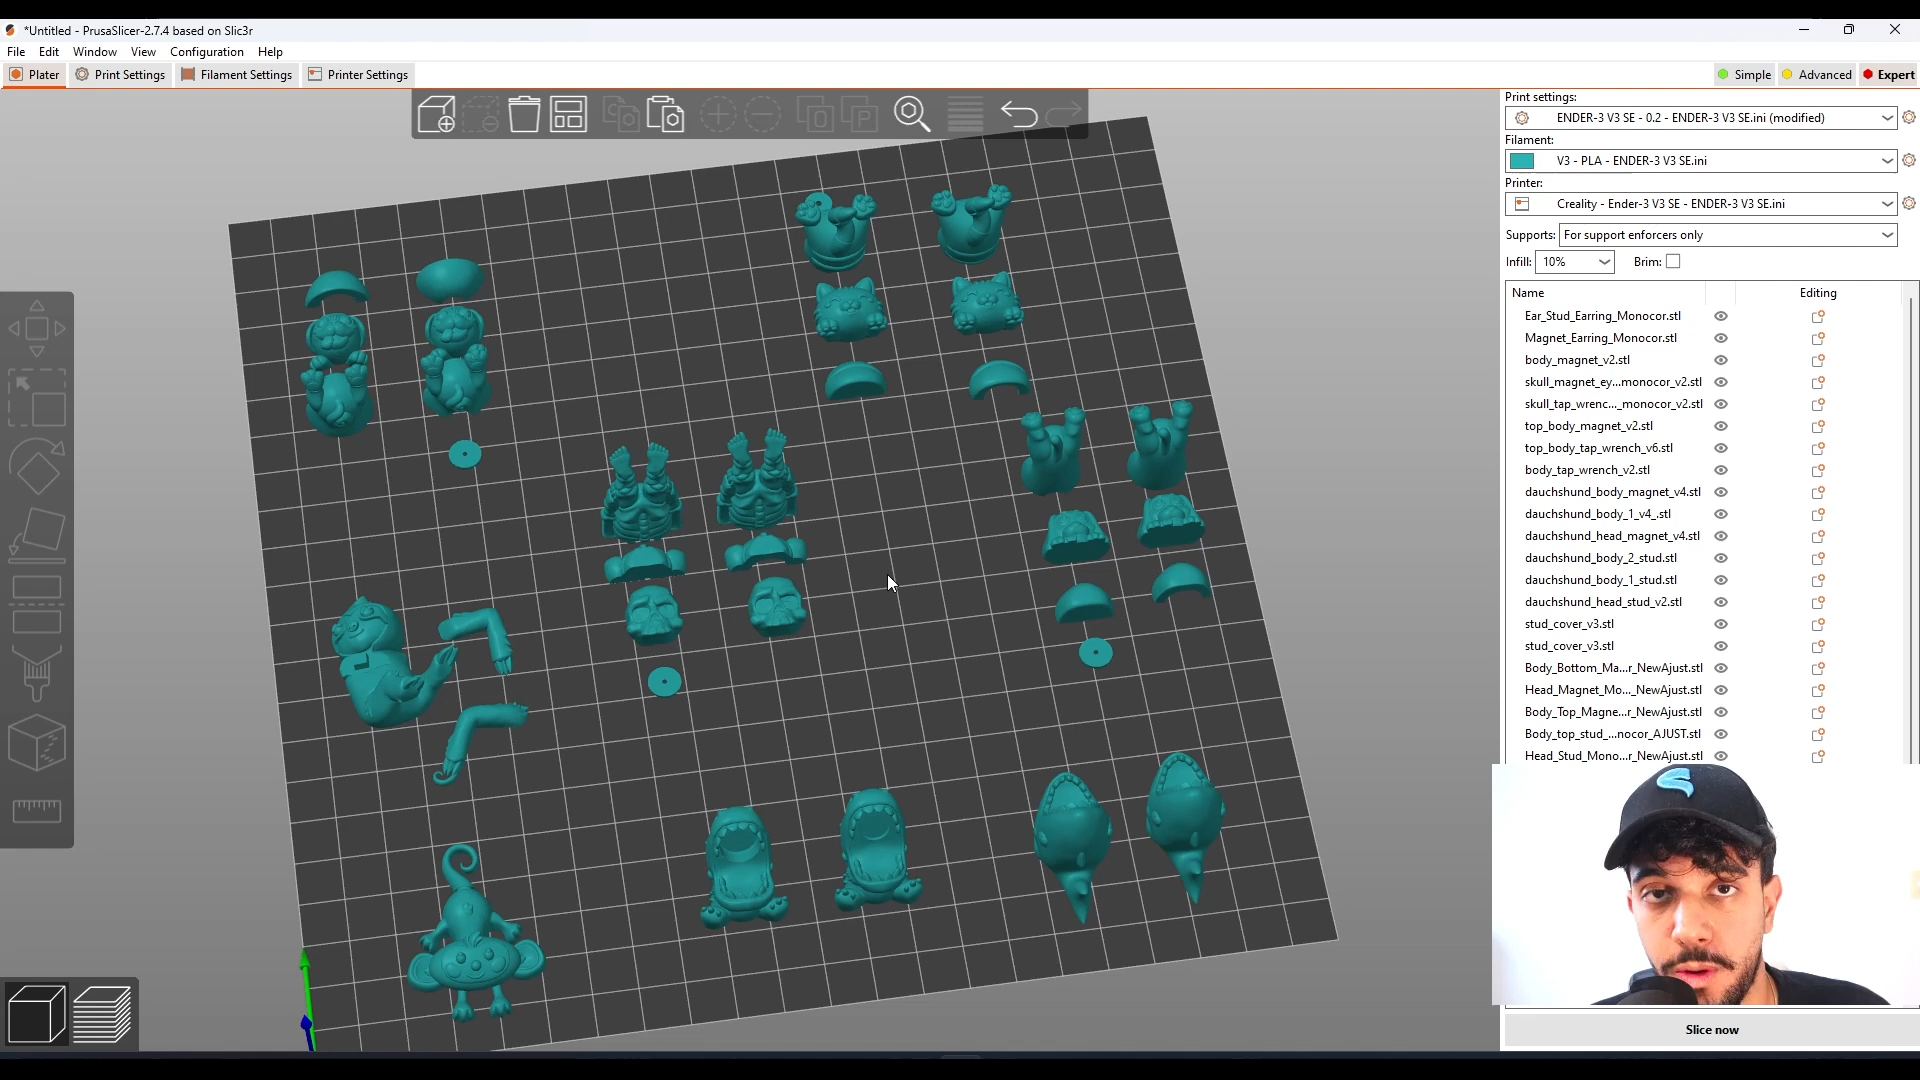 *Untitled - PrusaSlicer-2.7.4 based on Slic3r
File Edit Window View Configuration Help
Plater Print Settings Filament Settings Printer Settings Simple Advanced Expert
Print settings:
ENDER-3 V3 SE - 0.2 - ENDER-3 V3 SE.ini (modified)
Filament:
V3 - PLA - ENDER-3 V3 SE.ini
Printer:
Creality - Ender-3 V3 SE - ENDER-3 V3 SE.ini
Supports: For support enforcers only
Infill: 10% Brim:
Name Editing
Ear_Stud_Earring_Monocor.stl
Magnet_Earring_Monocor.stl
body_magnet_v2.stl
skull_magnet_ey...monocor_v2.stl
skull_tap_wrenc..._monocor_v2.stl
top_body_magnet_v2.stl
top_body_tap_wrench_v6.stl
body_tap_wrench_v2.stl
dauchshund_body_magnet_v4.stl
dauchshund_body_1_v4_.stl
dauchshund_head_magnet_v4.stl
dauchshund_body_2_stud.stl
dauchshund_body_1_stud.stl
dauchshund_head_stud_v2.stl
stud_cover_v3.stl
stud_cover_v3.stl
Body_Bottom_Ma...r_NewAjust.stl
Head_Magnet_Mo..._NewAjust.stl
Body_Top_Magne...r_NewAjust.stl
Body_top_stud_...nocor_AJUST.stl
Head_Stud_Mono...r_NewAjust.stl
Slice now